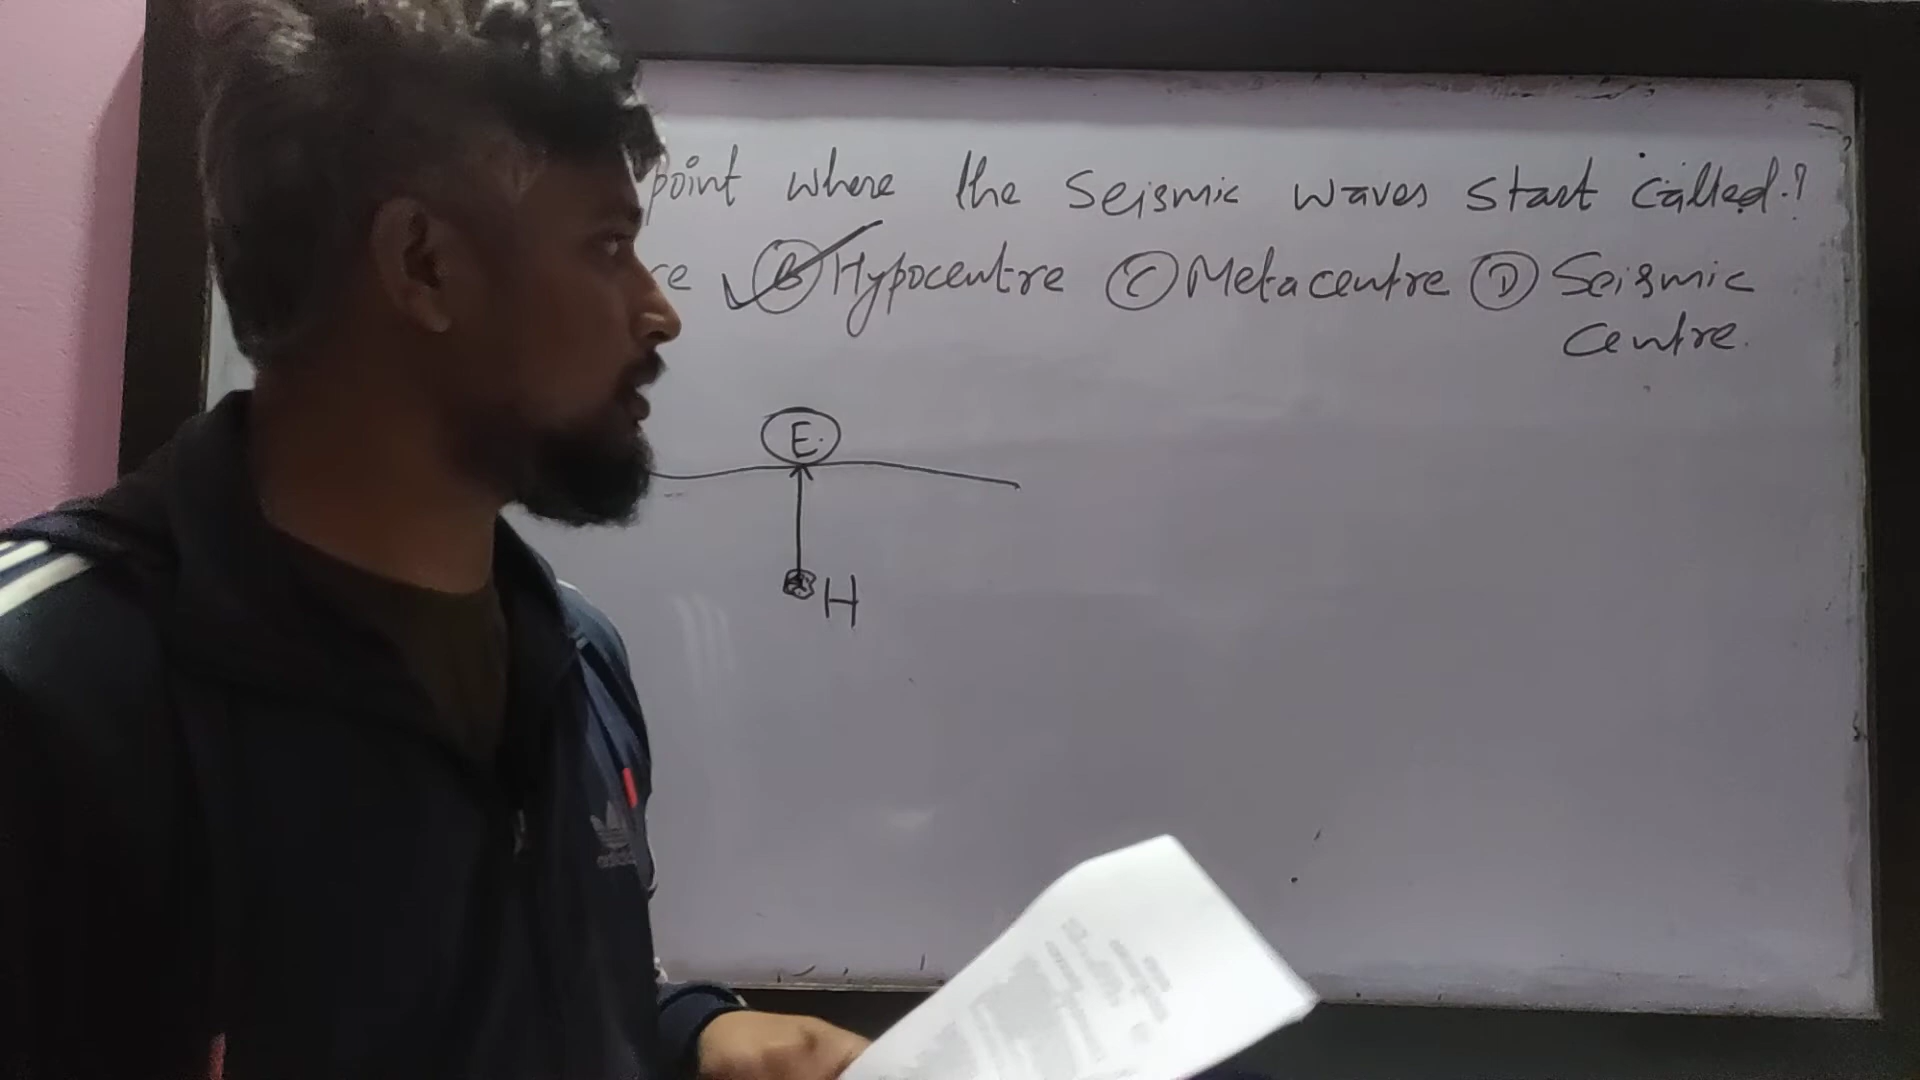 point where the Seismic waves start called.?
re Ⓑ Hypocentre Ⓒ Metacentre Ⓓ Seismic
Centre.
E.
H